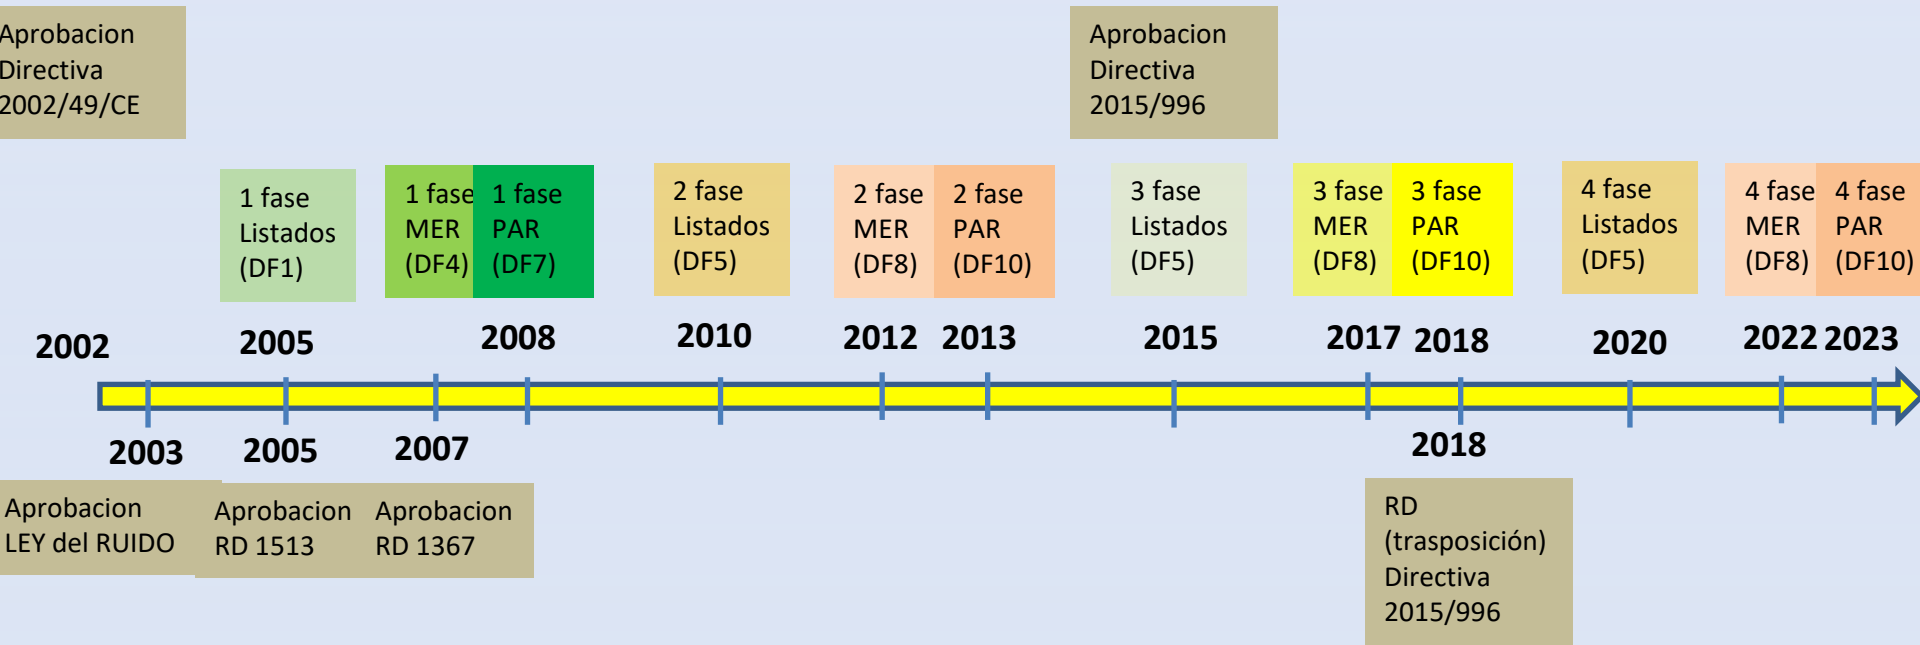 Aprobacion
Directiva
2002/49/CE
Aprobacion
Directiva
2015/996
1 fase
Listados
(DF1)
1 fase
MER
(DF4)
1 fase
PAR
(DF7)
2 fase
Listados
(DF5)
2 fase
MER
(DF8)
2 fase
PAR
(DF10)
3 fase
Listados
(DF5)
3 fase
MER
(DF8)
3 fase
PAR
(DF10)
4 fase
Listados
(DF5)
4 fase
MER
(DF8)
4 fase
PAR
(DF10)
2002
2005
2008
2010
2012
2013
2015
2017
2018
2020
2022
2023
2003
2005
2007
2018
Aprobacion
LEY del RUIDO
Aprobacion
RD 1513
Aprobacion
RD 1367
RD
(trasposición)
Directiva
2015/996